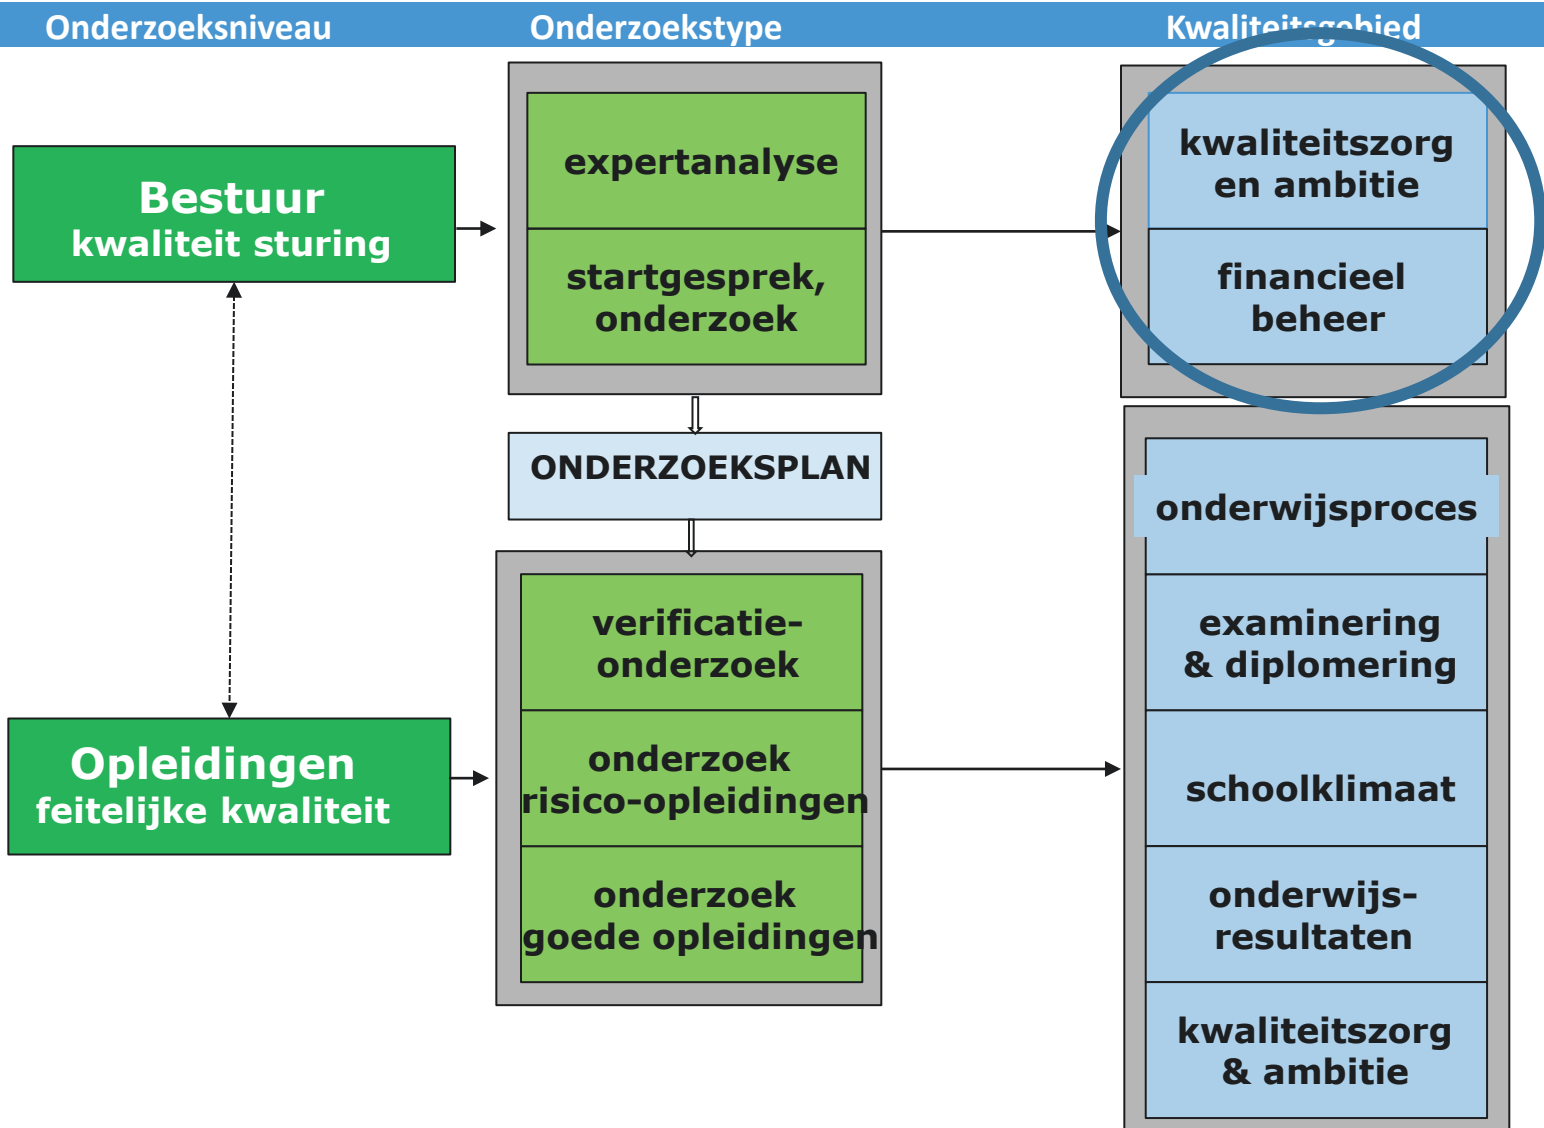 Onderzoeksniveau
Onderzoekstype
Kwaliteitsgebied
Bestuur
kwaliteit sturing
expertanalyse
startgesprek,
onderzoek
kwaliteitszorg
en ambitie
financieel
beheer
ONDERZOEKSPLAN
Opleidingen
feitelijke kwaliteit
verificatie-
onderzoek
onderzoek
risico-opleidingen
onderzoek
goede opleidingen
onderwijsproces
examinering
& diplomering
schoolklimaat
onderwijs-
resultaten
kwaliteitszorg
& ambitie